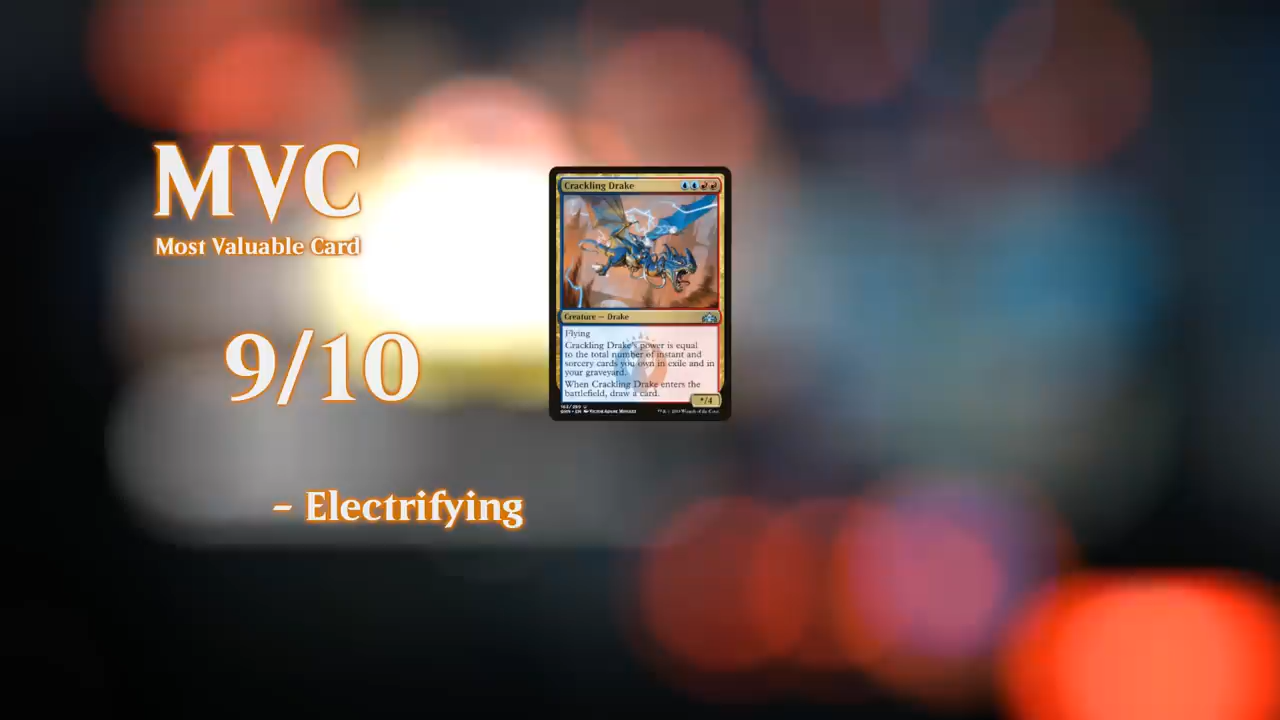 MVC
Most Valuable Card
9/10
– Electrifying
Crackling Drake
Creature — Drake
Flying
Crackling Drake's power is equal
to the total number of instant and
sorcery cards you own in exile and in
your graveyard.
When Crackling Drake enters the
battlefield, draw a card.
*/4